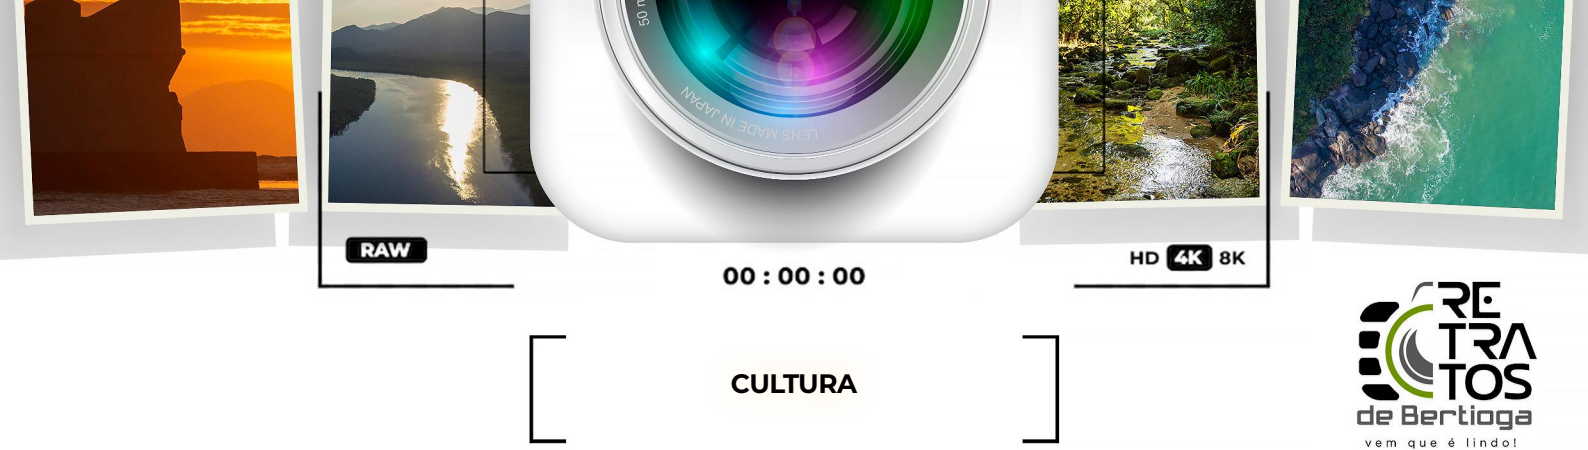 50 m
LENS MADE IN JAPAN
RAW
HD 4K 8K
00 : 00 : 00
CULTURA
RE
TRA
TOS
de Bertioga
vem que é lindo!